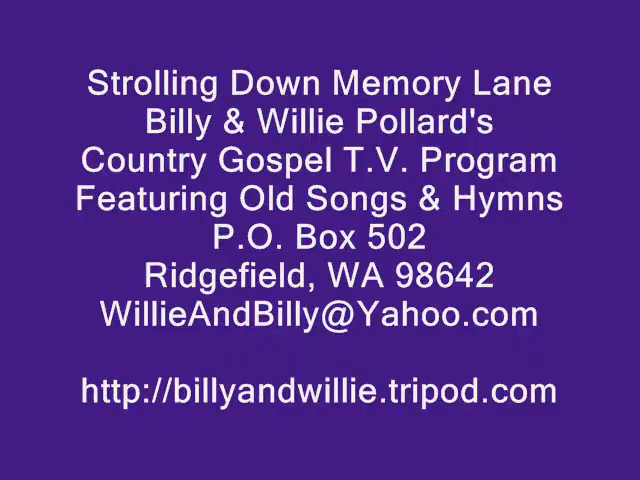 Strolling Down Memory Lane
Billy & Willie Pollard's
Country Gospel T.V. Program
Featuring Old Songs & Hymns
P.O. Box 502
Ridgefield, WA 98642
WillieAndBilly@Yahoo.com
http://billyandwillie.tripod.com